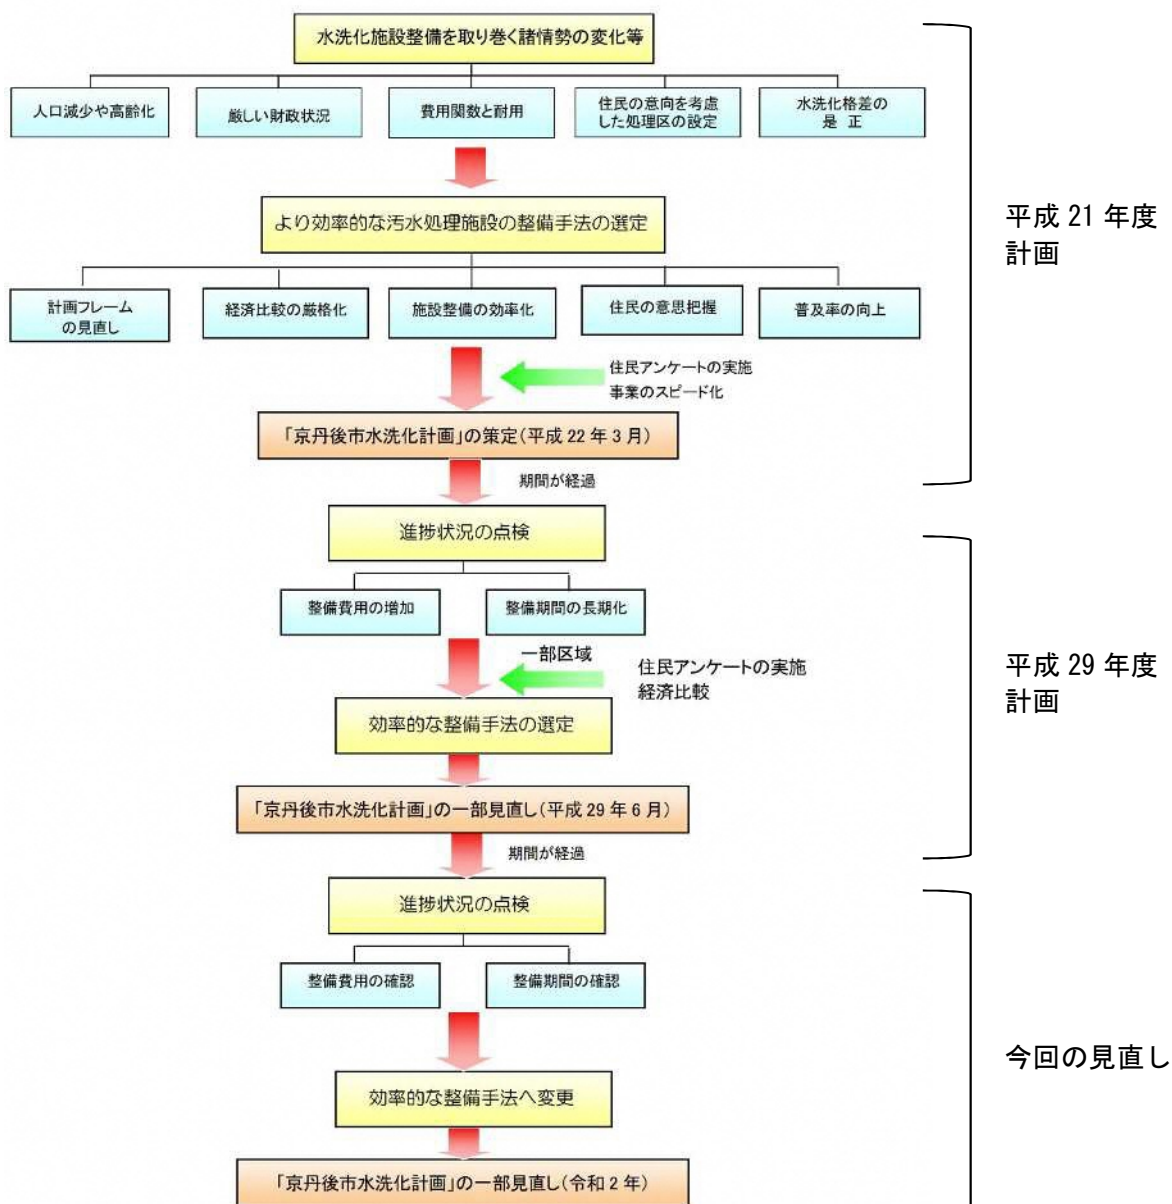 水洗化施設整備を取り巻く諸情勢の変化等
人口減少や高齢化
厳しい財政状況
費用関数と耐用
住民の意向を考慮
した処理区の設定
水洗化格差の
是 正
より効率的な汚水処理施設の整備手法の選定
平成 21 年度
計画
計画フレーム
の見直し
経済比較の厳格化
施設整備の効率化
住民の意思把握
普及率の向上
住民アンケートの実施
事業のスピード化
「京丹後市水洗化計画」の策定(平成 22 年 3 月)
期間が経過
進捗状況の点検
整備費用の増加
整備期間の長期化
一部区域
住民アンケートの実施
経済比較
平成 29 年度
計画
効率的な整備手法の選定
「京丹後市水洗化計画」の一部見直し(平成 29 年 6 月)
期間が経過
進捗状況の点検
整備費用の確認
整備期間の確認
今回の見直し
効率的な整備手法へ変更
「京丹後市水洗化計画」の一部見直し(令和 2 年)